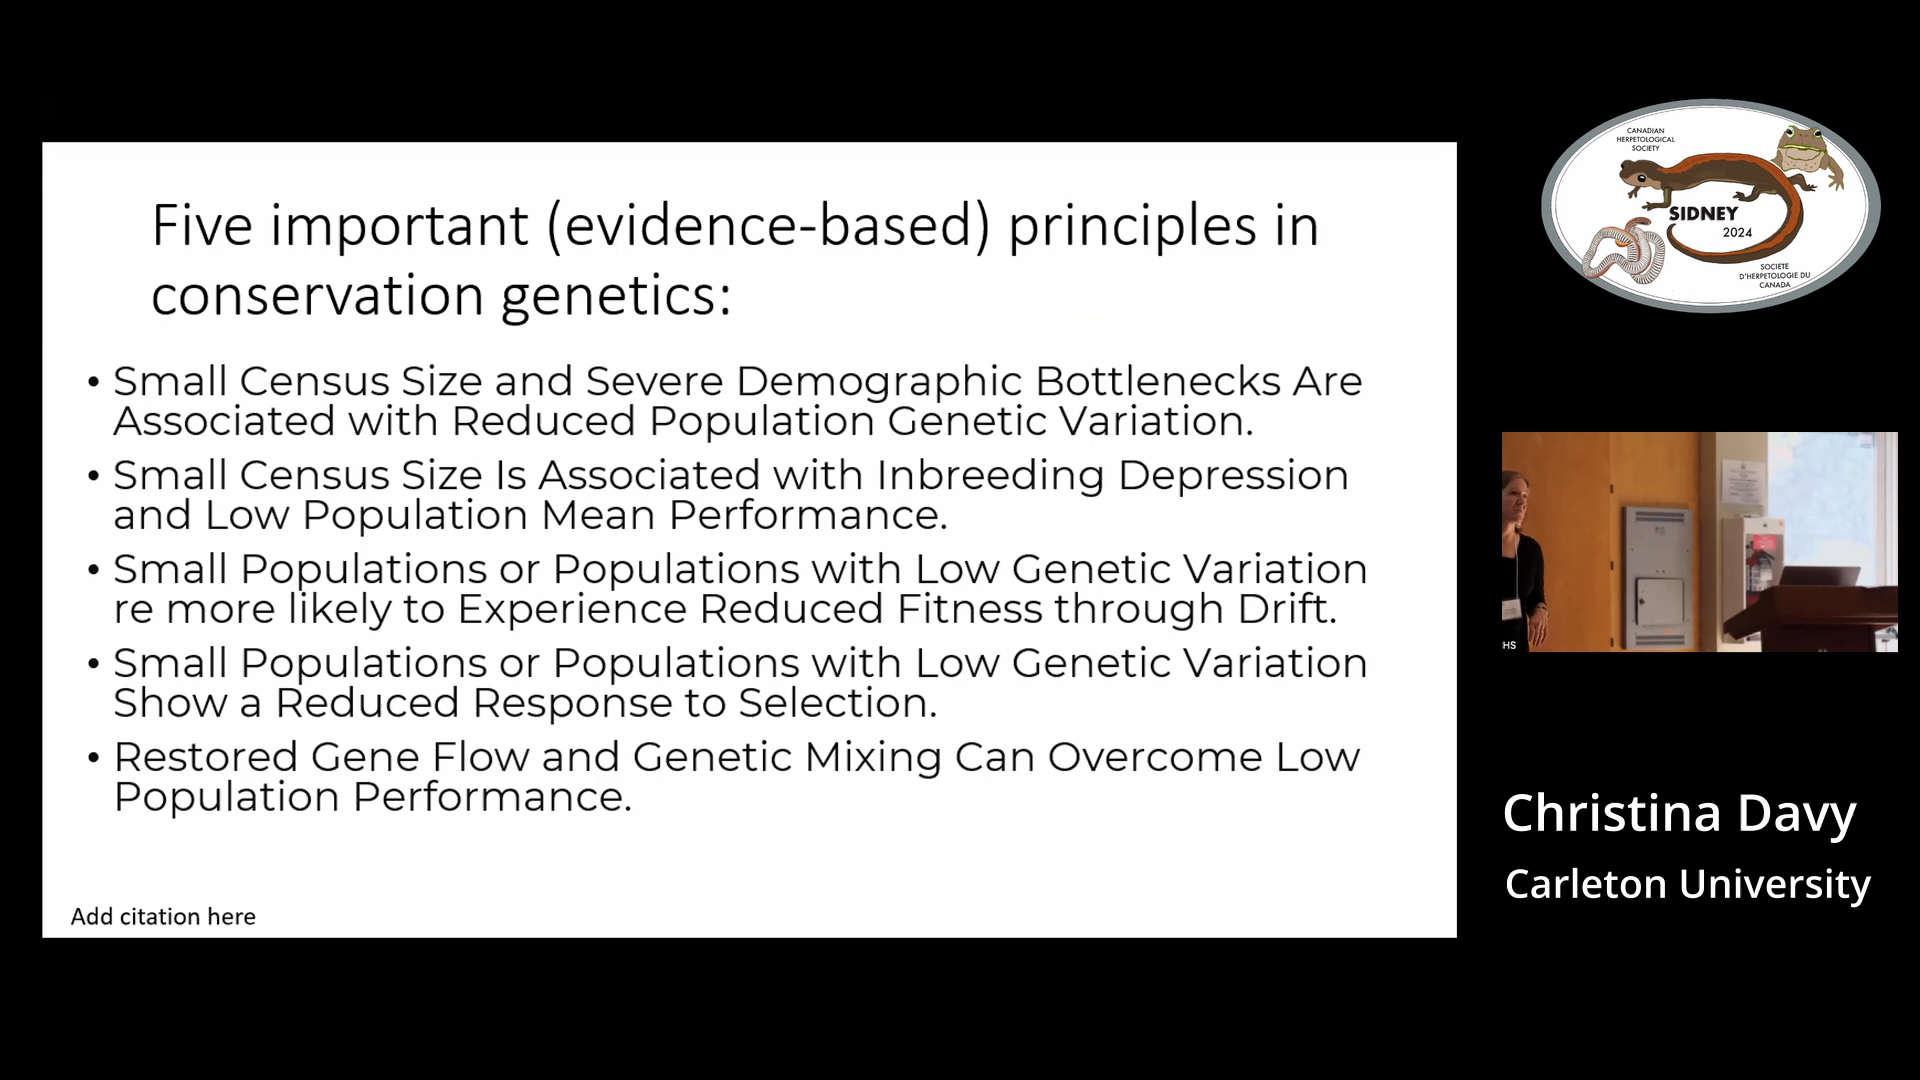 Five important (evidence-based) principles in
conservation genetics:
• Small Census Size and Severe Demographic Bottlenecks Are
Associated with Reduced Population Genetic Variation.
• Small Census Size Is Associated with Inbreeding Depression
and Low Population Mean Performance.
• Small Populations or Populations with Low Genetic Variation
re more likely to Experience Reduced Fitness through Drift.
• Small Populations or Populations with Low Genetic Variation
Show a Reduced Response to Selection.
• Restored Gene Flow and Genetic Mixing Can Overcome Low
Population Performance.
Add citation here
CANADIAN
HERPETOLOGICAL
SOCIETY
SIDNEY
2024
SOCIETE
D'HERPETOLOGIE DU
CANADA
HS
Christina Davy
Carleton University